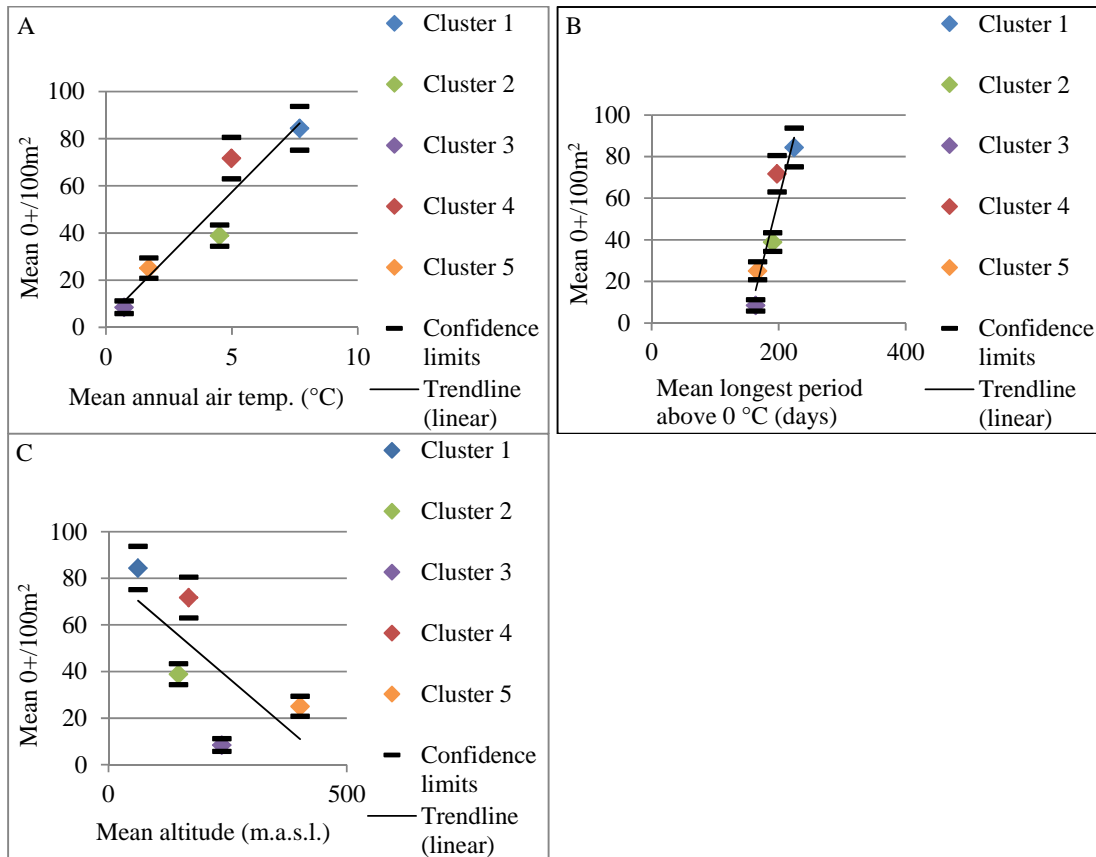 A
Cluster 1
Cluster 2
Cluster 3
Cluster 4
Cluster 5
Confidence
limits
Trendline
(linear)
Mean 0+/100m²
100
80
60
40
20
0
0 5 10
Mean annual air temp. (°C)
B
Cluster 1
Cluster 2
Cluster 3
Cluster 4
Cluster 5
Confidence
limits
Trendline
(linear)
Mean 0+/100m²
100
80
60
40
20
0
0 200 400
Mean longest period
above 0 °C (days)
C
Cluster 1
Cluster 2
Cluster 3
Cluster 4
Cluster 5
Confidence
limits
Trendline
(linear)
Mean 0+/100m²
100
80
60
40
20
0
0 500
Mean altitude (m.a.s.l.)